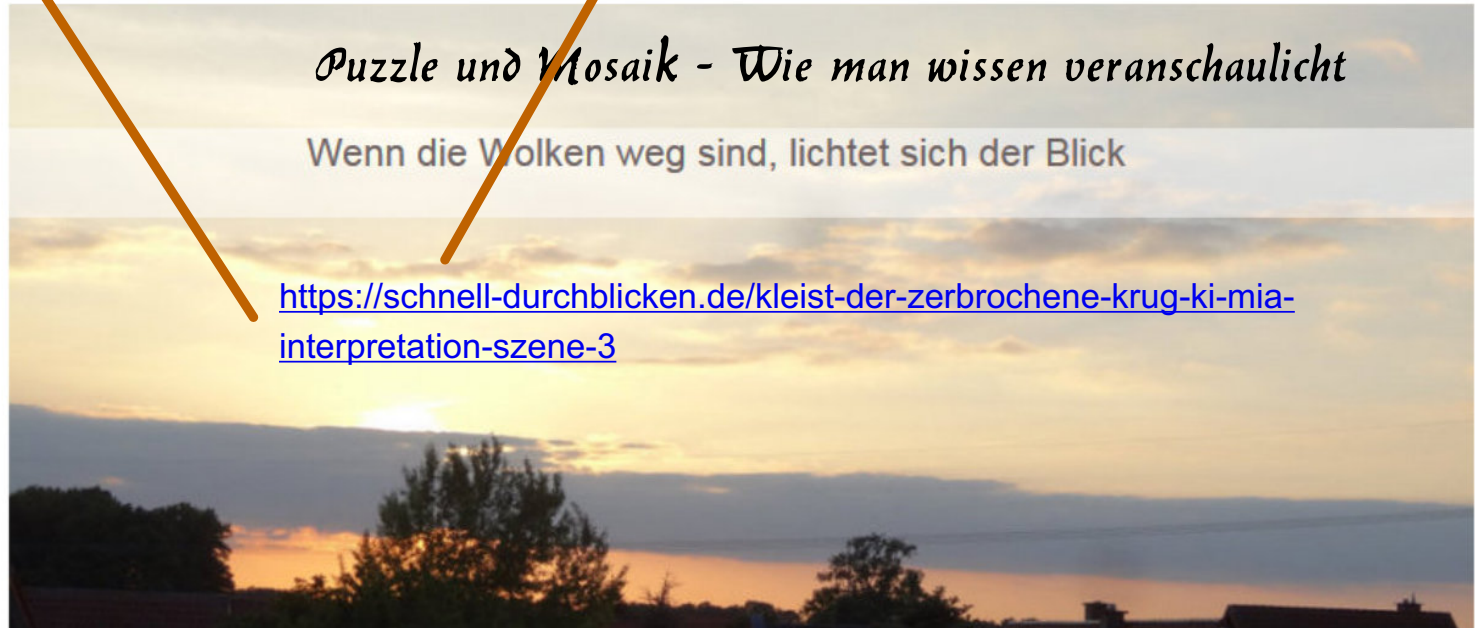 Puzzle und Mosaik - Wie man wissen veranschaulicht
Wenn die Wolken weg sind, lichtet sich der Blick
https://schnell-durchblicken.de/kleist-der-zerbrochene-krug-ki-mia-
interpretation-szene-3